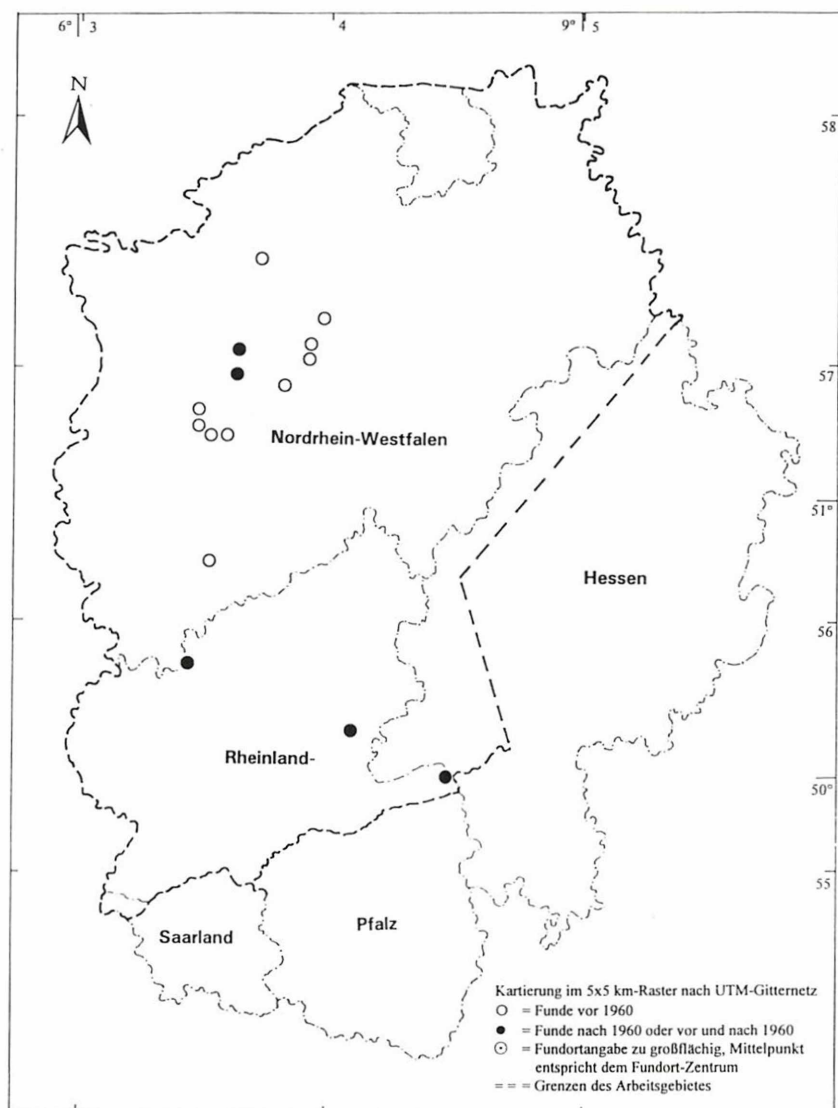 6° 3 4 9° 5
N
58
57
Nordrhein-Westfalen
51°
Hessen
56
Rheinland-
50°
55
Saarland
Pfalz
Kartierung im 5x5 km-Raster nach UTM-Gitternetz
= Funde vor 1960
= Funde nach 1960 oder vor und nach 1960
= Fundortangabe zu großflächig, Mittelpunkt
entspricht dem Fundort-Zentrum
= Grenzen des Arbeitsgebietes